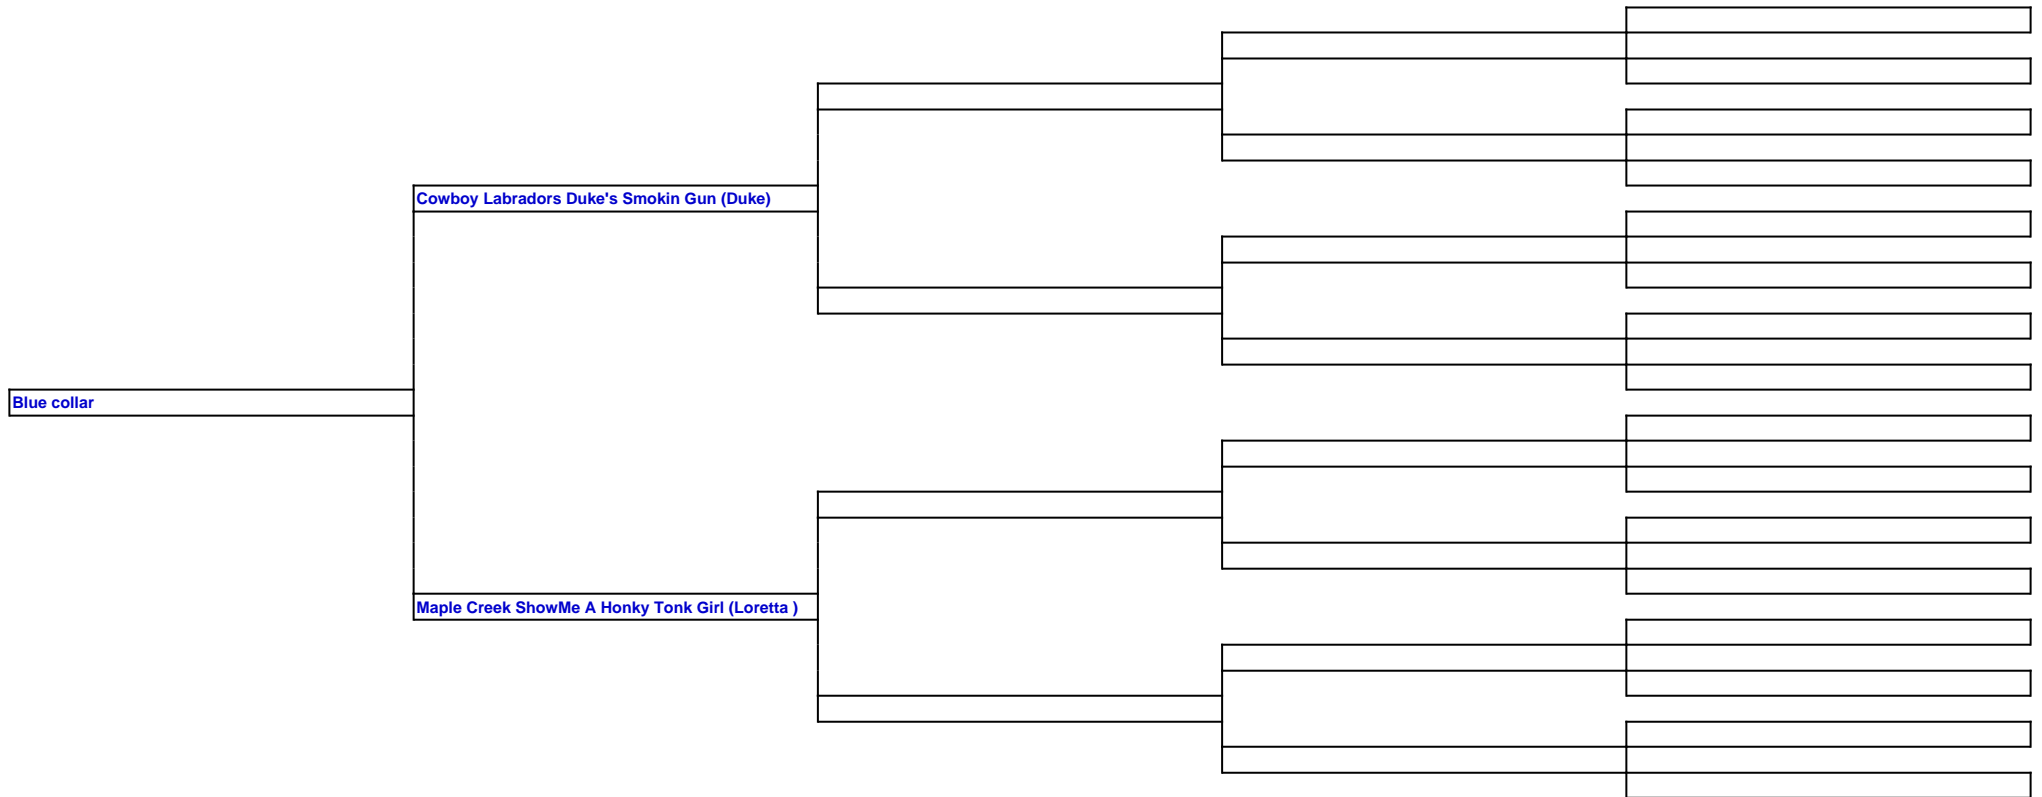 Cowboy Labradors Duke's Smokin Gun (Duke)
Blue collar
Maple Creek ShowMe A Honky Tonk Girl (Loretta )